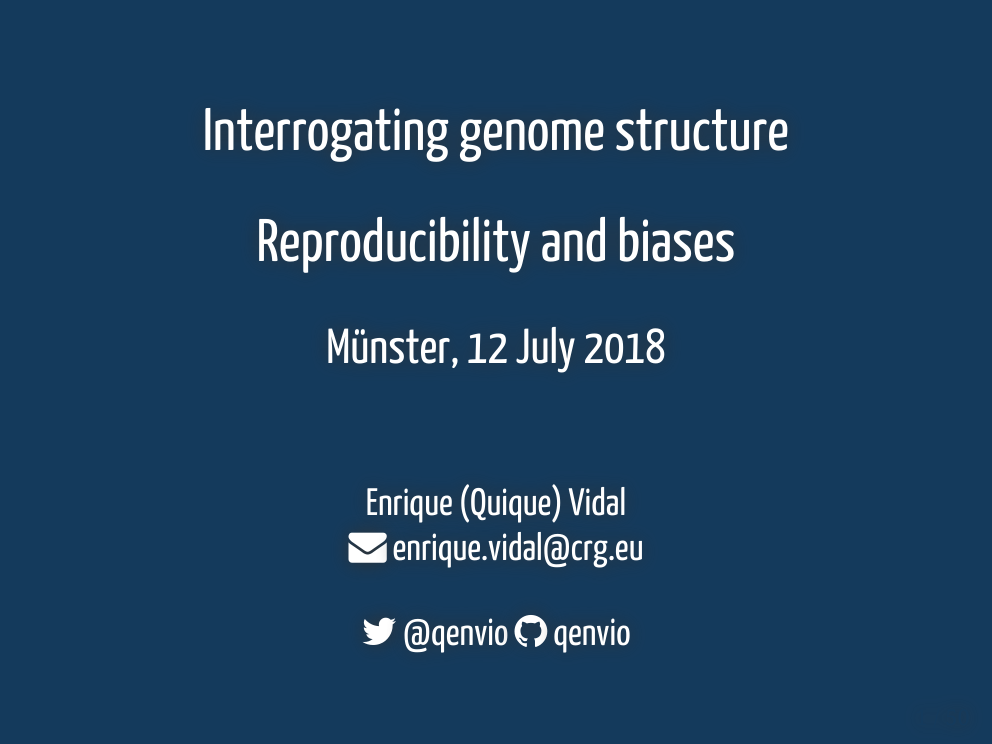 Interrogating genome structure
Reproducibility and biases
Münster, 12 July 2018
Enrique (Quique) Vidal
enrique.vidal@crg.eu
@qenvio qenvio